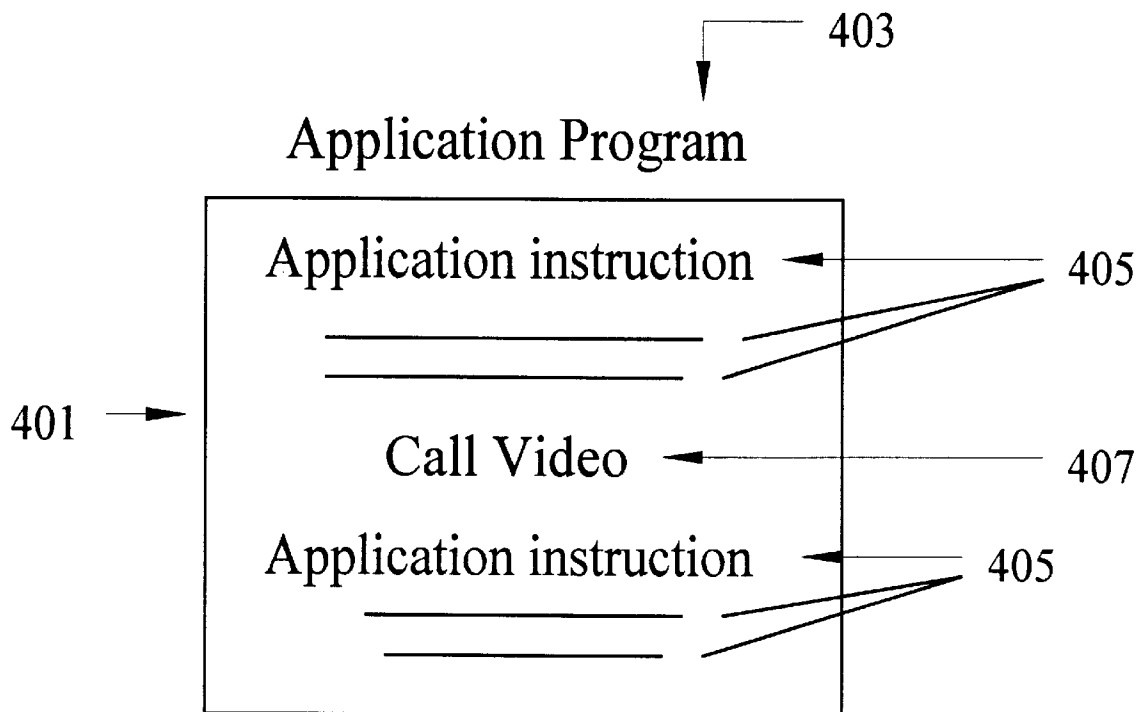 403
Application Program
Application instruction 405
401
Call Video 407
Application instruction 405